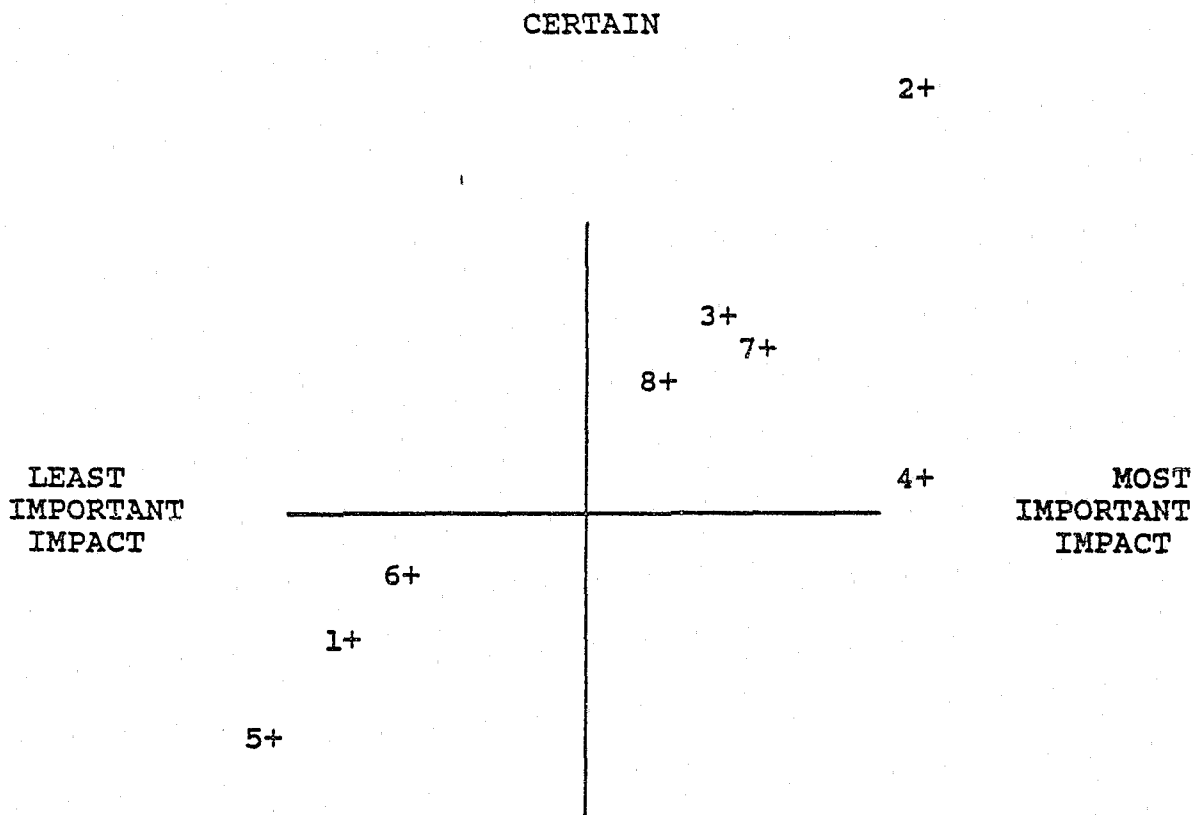 CERTAIN
2+
3+
7+
8+
LEAST
IMPORTANT
IMPACT
4+
MOST
IMPORTANT
IMPACT
6+
1+
5+